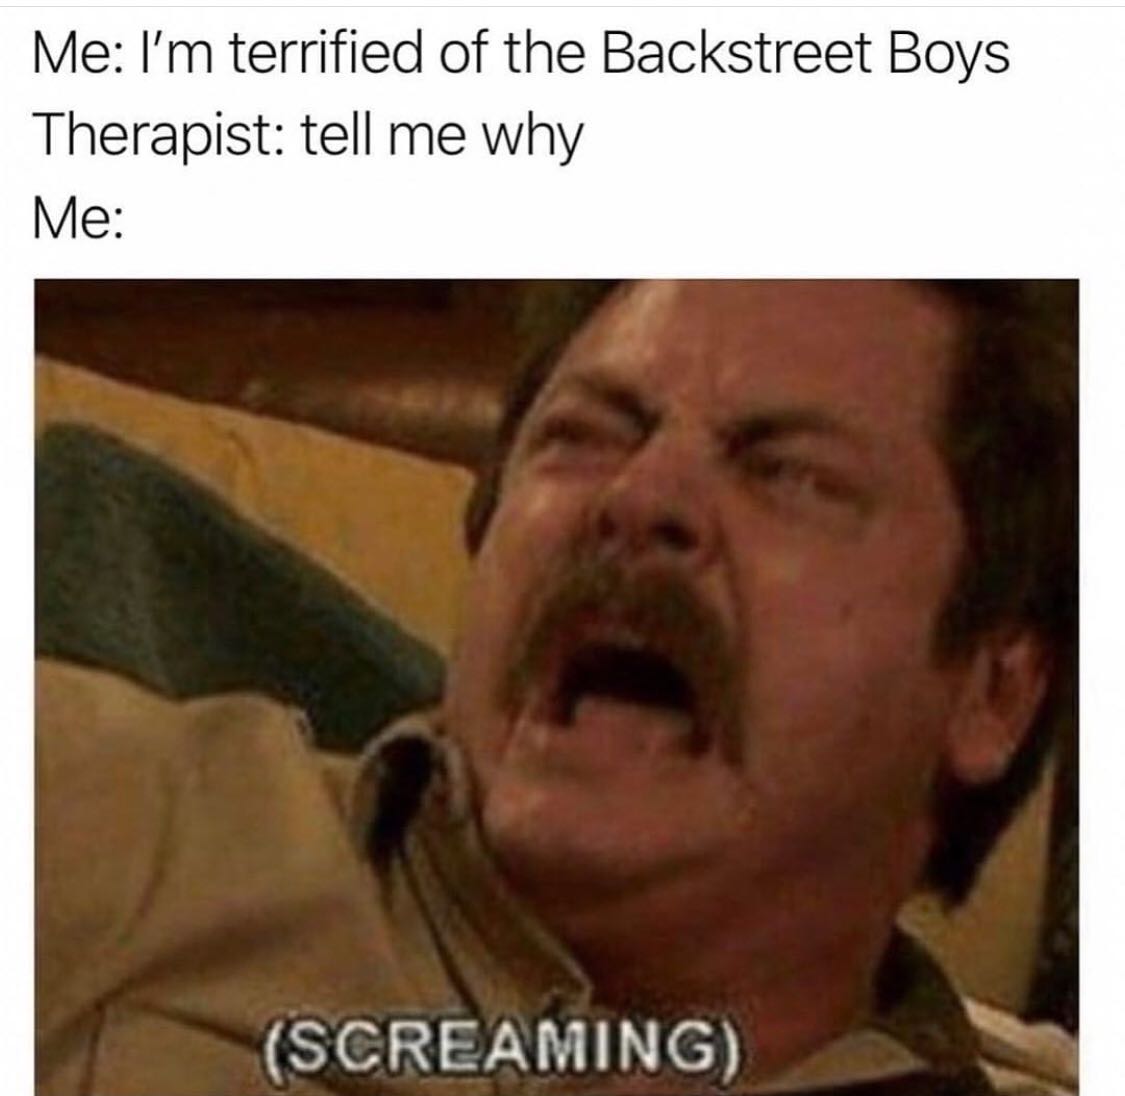 Me: I'm terrified of the Backstreet Boys
Therapist: tell me why
Me:
(SCREAMING)